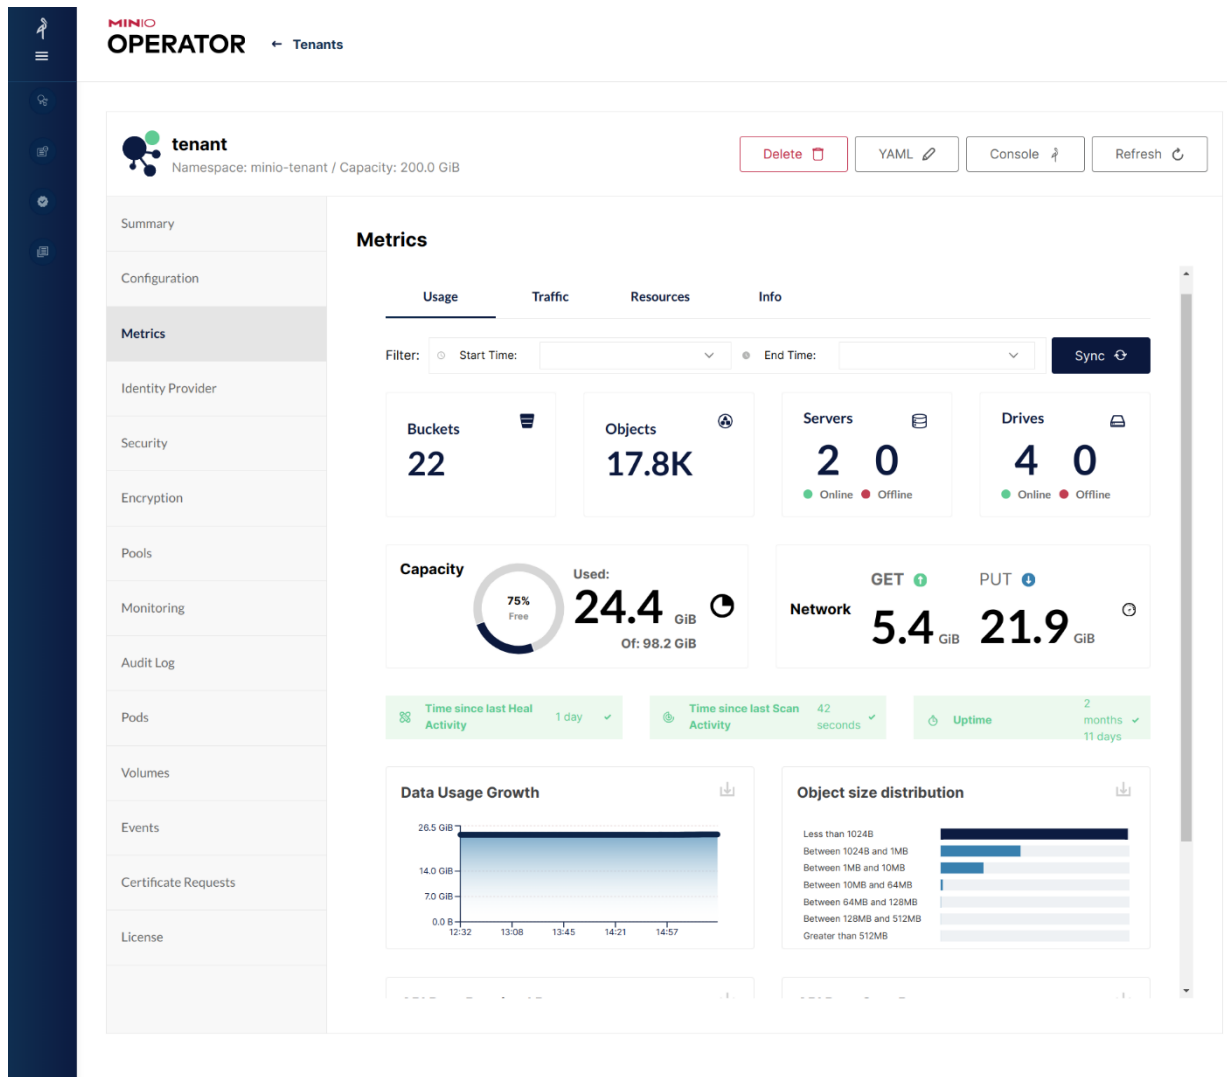 MINIO
OPERATOR
← Tenants
tenant
Namespace: minio-tenant / Capacity: 200.0 GiB
Delete
YAML
Console
Refresh
Summary
Configuration
Metrics
Identity Provider
Security
Encryption
Pools
Monitoring
Audit Log
Pods
Volumes
Events
Certificate Requests
License
Metrics
Usage
Traffic
Resources
Info
Filter:
Start Time:
End Time:
Sync
Buckets
22
Objects
17.8K
Servers
2 0
Online Offline
Drives
4 0
Online Offline
Capacity
75%
Free
Used:
24.4 GiB
Of: 98.2 GiB
Network
GET
5.4 GiB
PUT
21.9 GiB
Time since last Heal
Activity
1 day
Time since last Scan
Activity
42
seconds
Uptime
2
months
11 days
Data Usage Growth
26.5 GiB
14.0 GiB
7.0 GiB
0.0 B
12:32 13:08 13:45 14:21 14:57
Object size distribution
Less than 1024B
Between 1024B and 1MB
Between 1MB and 10MB
Between 10MB and 64MB
Between 64MB and 128MB
Between 128MB and 512MB
Greater than 512MB